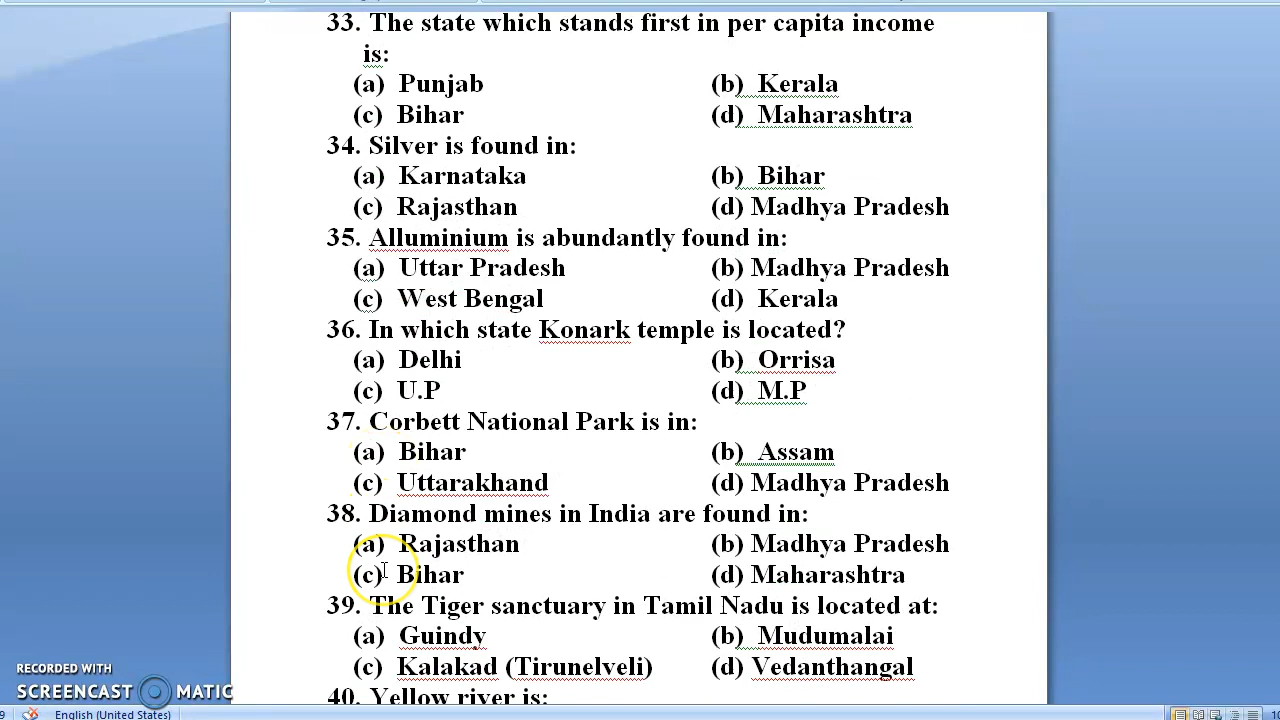 33. The state which stands first in per capita income
is:
(a) Punjab (b) Kerala
(c) Bihar (d) Maharashtra
34. Silver is found in:
(a) Karnataka (b) Bihar
(c) Rajasthan (d) Madhya Pradesh
35. Alluminium is abundantly found in:
(a) Uttar Pradesh (b) Madhya Pradesh
(c) West Bengal (d) Kerala
36. In which state Konark temple is located?
(a) Delhi (b) Orrisa
(c) U.P (d) M.P
37. Corbett National Park is in:
(a) Bihar (b) Assam
(c) Uttarakhand (d) Madhya Pradesh
38. Diamond mines in India are found in:
(a) Rajasthan (b) Madhya Pradesh
(c) Bihar (d) Maharashtra
39. The Tiger sanctuary in Tamil Nadu is located at:
(a) Guindy (b) Mudumalai
(c) Kalakad (Tirunelveli) (d) Vedanthangal
40. Yellow river is:
RECORDED WITH
SCREENCAST MATIC
English (United States)